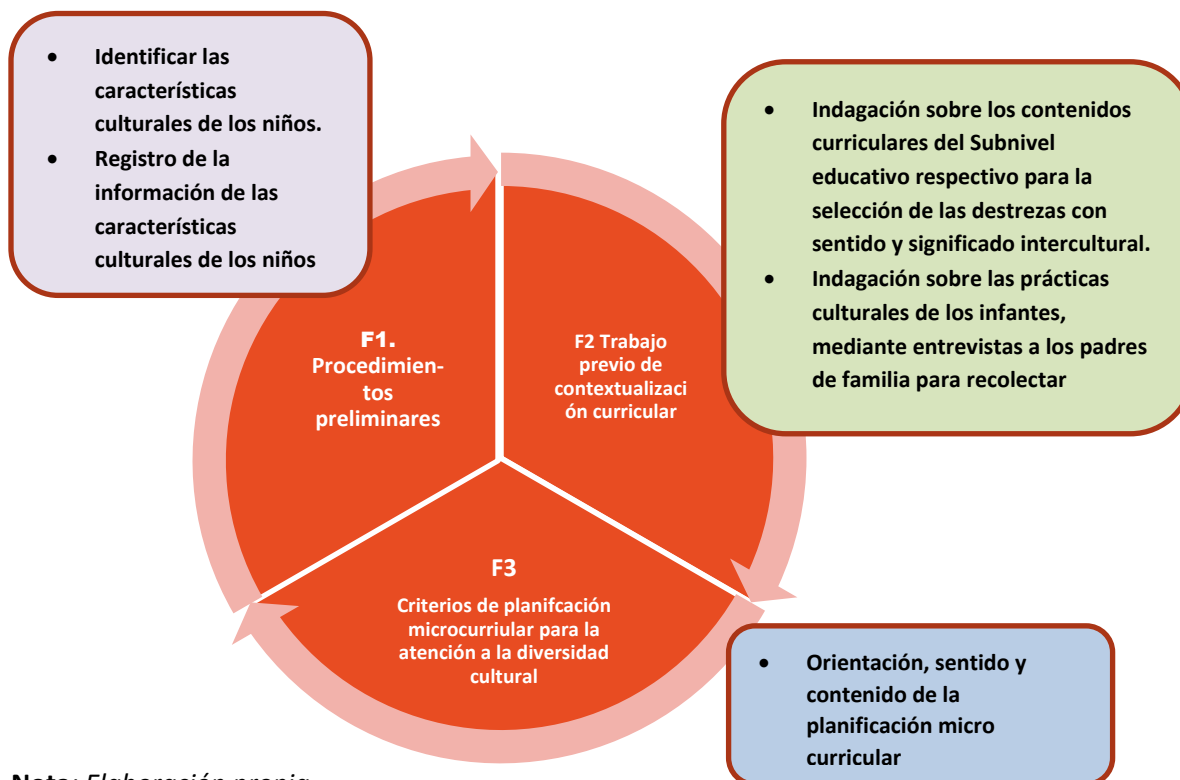 • Identificar las
características
culturales de los niños.
• Registro de la
información de las
características
culturales de los niños
• Indagación sobre los contenidos
curriculares del Subnivel
educativo respectivo para la
selección de las destrezas con
sentido y significado intercultural.
• Indagación sobre las prácticas
culturales de los infantes,
mediante entrevistas a los padres
de familia para recolectar
F1.
Procedimien-
tos
preliminares
F2 Trabajo
previo de
contextualizaci
ón curricular
F3
Criterios de planifcación
microcurriular para la
atención a la diversidad
cultural
• Orientación, sentido y
contenido de la
planificación micro
curricular
Nota: Elaboración propia